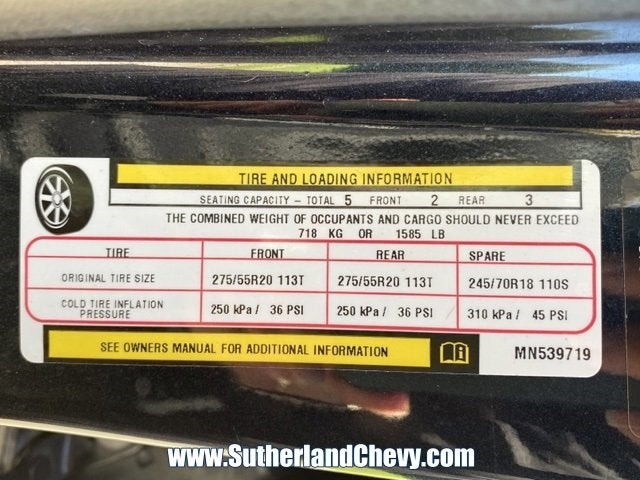 TIRE AND LOADING INFORMATION
SEATING CAPACITY – TOTAL 5 FRONT 2 REAR 3
THE COMBINED WEIGHT OF OCCUPANTS AND CARGO SHOULD NEVER EXCEED
718 KG OR 1585 LB
TIRE FRONT REAR SPARE
ORIGINAL TIRE SIZE 275/55R20 113T 275/55R20 113T 245/70R18 110S
COLD TIRE INFLATION PRESSURE 250 kPa / 36 PSI 250 kPa / 36 PSI 310 kPa / 45 PSI
SEE OWNERS MANUAL FOR ADDITIONAL INFORMATION MN539719
www.SutherlandChevy.com